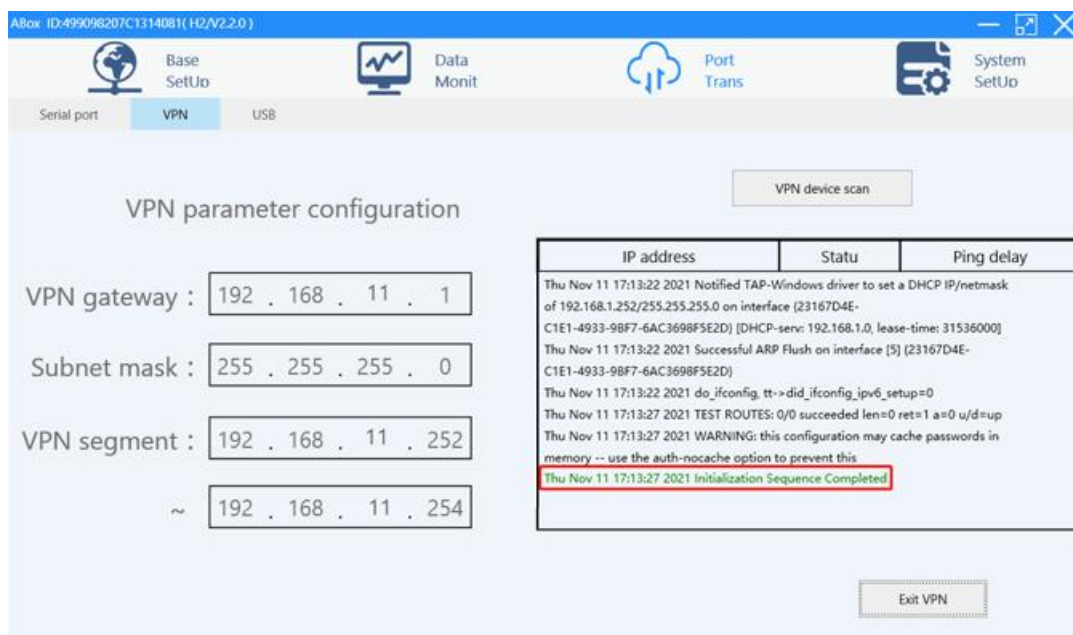 ABox ID:499098207C1314081( H2/V2.2.0 )
Base
SetUp
Data
Monit
Port
Trans
System
SetUp
Serial port
VPN
USB
VPN device scan
VPN parameter configuration
VPN gateway : 192 . 168 . 11 . 1
Subnet mask : 255 . 255 . 255 . 0
VPN segment : 192 . 168 . 11 . 252
~ 192 . 168 . 11 . 254
IP address Statu Ping delay
Thu Nov 11 17:13:22 2021 Notified TAP-Windows driver to set a DHCP IP/netmask
of 192.168.1.252/255.255.255.0 on interface {23167D4E-
C1E1-4933-9BF7-6AC3698F5E2D} [DHCP-serv: 192.168.1.0, lease-time: 31536000]
Thu Nov 11 17:13:22 2021 Successful ARP Flush on interface [5] {23167D4E-
C1E1-4933-9BF7-6AC3698F5E2D}
Thu Nov 11 17:13:22 2021 do_ifconfig, tt->did_ifconfig_ipv6_setup=0
Thu Nov 11 17:13:27 2021 TEST ROUTES: 0/0 succeeded len=0 ret=1 a=0 u/d=up
Thu Nov 11 17:13:27 2021 WARNING: this configuration may cache passwords in
memory -- use the auth-nocache option to prevent this
Thu Nov 11 17:13:27 2021 Initialization Sequence Completed
Exit VPN